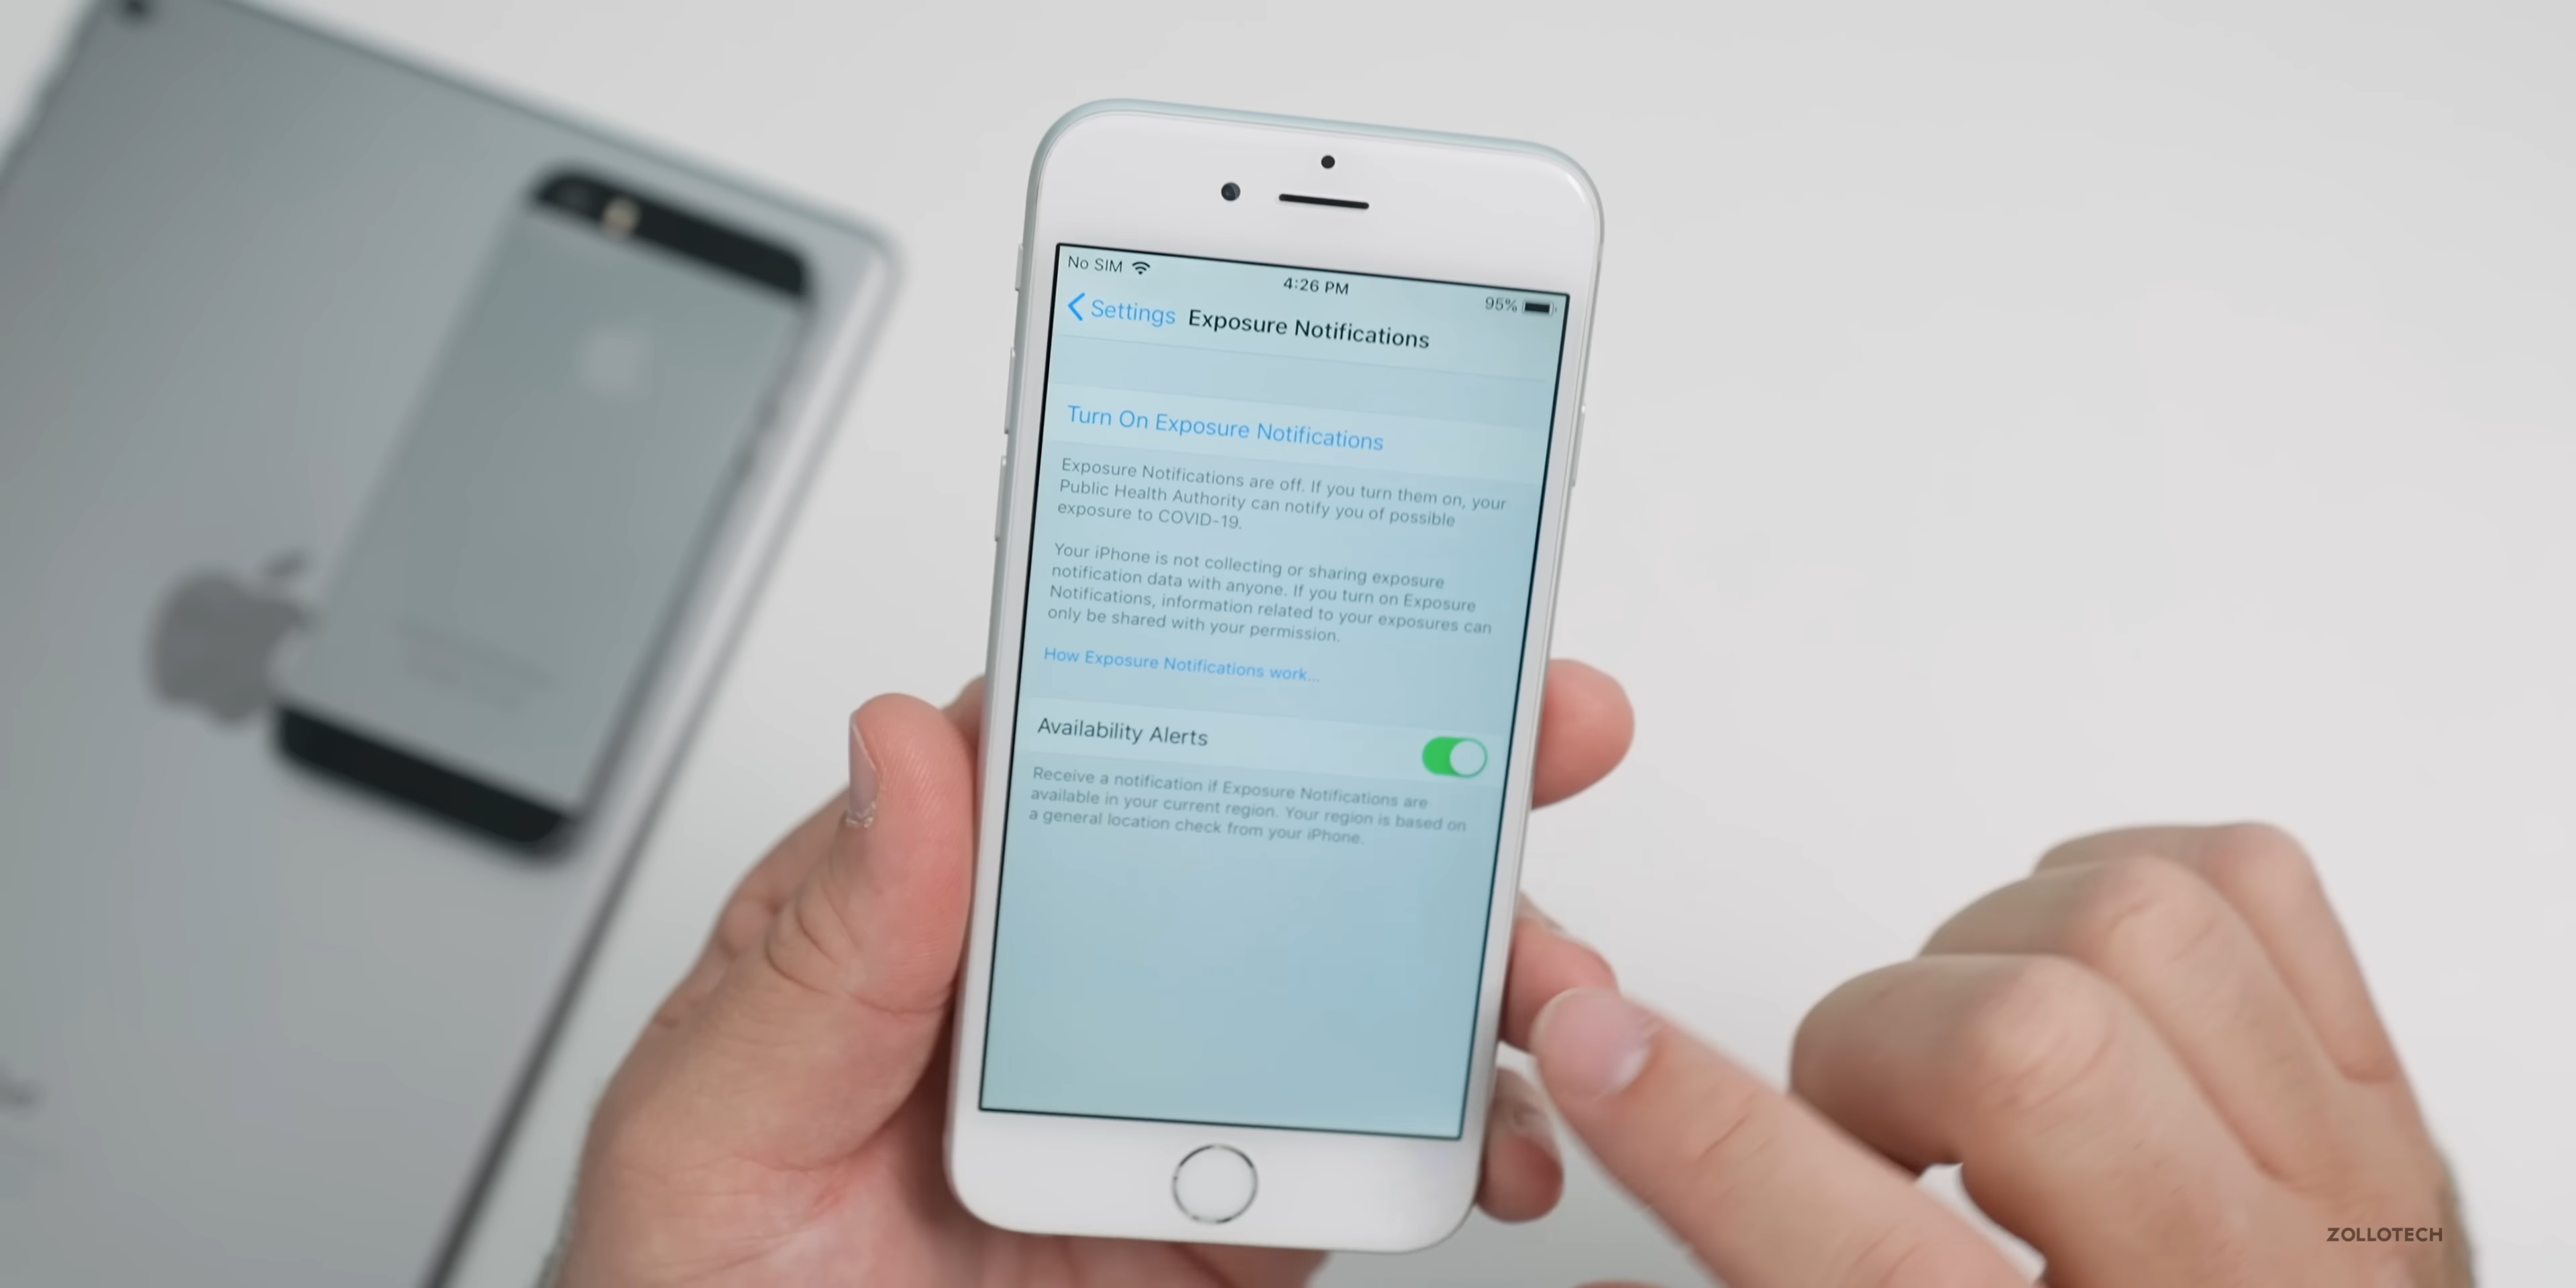 No SIM
4:26 PM
95%
Settings
Exposure Notifications
Turn On Exposure Notifications
Exposure Notifications are off. If you turn them on, your
Public Health Authority can notify you of possible
exposure to COVID-19.
Your iPhone is not collecting or sharing exposure
notification data with anyone. If you turn on Exposure
Notifications, information related to your exposures can
only be shared with your permission.
How Exposure Notifications work...
Availability Alerts
Receive a notification if Exposure Notifications are
available in your current region. Your region is based on
a general location check from your iPhone.
ZOLLOTECH